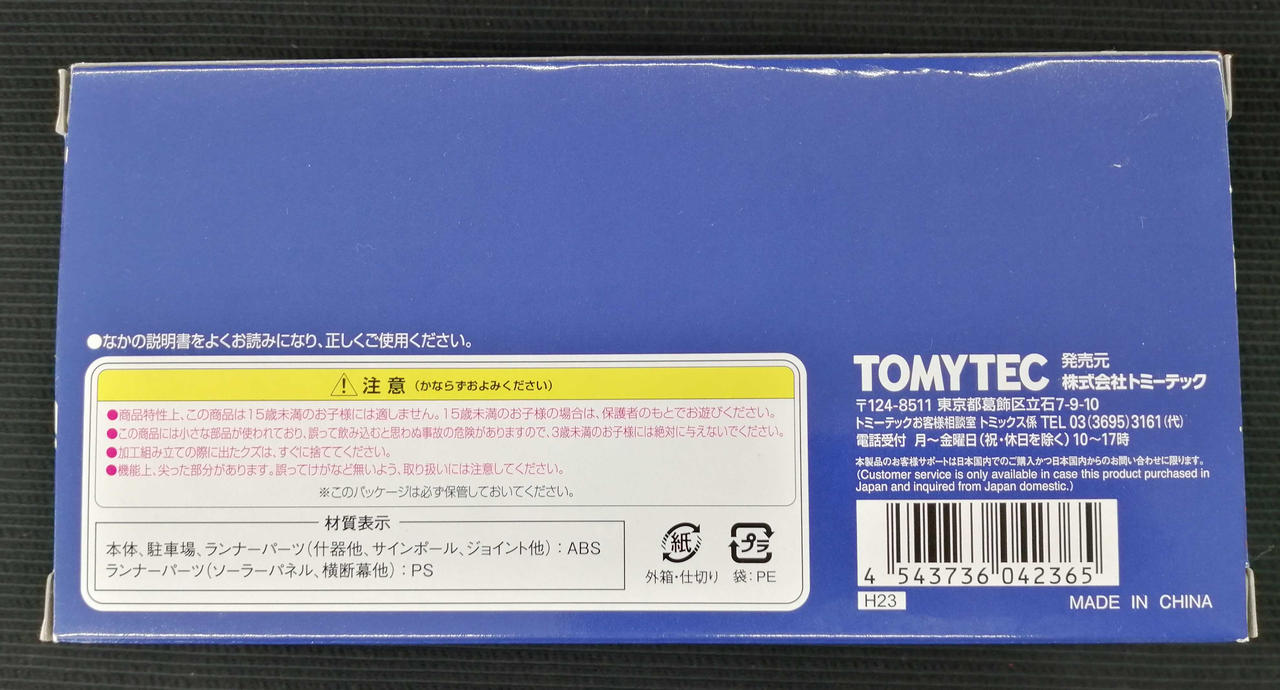 ●なかの説明書をよくお読みになり、正しくご使用ください。
注意(かならずおよみください)
●商品特性上、この商品は15歳未満のお子様には適しません。15歳未満のお子様の場合は、保護者のもとでお遊びください。
●この商品には小さな部品が使われており、誤って飲み込むと思わぬ事故の危険がありますので、3歳未満のお子様には絶対に与えないでください。
●加工組み立ての際に出たクズは、すぐに捨ててください。
●機能上、尖った部分があります。誤ってけがなど無いよう、取り扱いには注意してください。
※このパッケージは必ず保管しておいてください。
材質表示
本体、駐車場、ランナーパーツ(什器他、サインポール、ジョイント他):ABS
ランナーパーツ(ソーラーパネル、横断幕他):PS
紙
外箱・仕切り
プラ
袋:PE
TOMYTEC
発売元
株式会社トミーテック
〒124-8511 東京都葛飾区立石7-9-10
トミーテックお客様相談室 トミックス係 TEL 03(3695)3161(代)
電話受付 月〜金曜日(祝・休日を除く)10〜17時
本製品のお客様サポートは日本国内でのご購入かつ日本国内からのお問い合わせに限ります。
(Customer service is only available in case this product purchased in
Japan and inquired from Japan domestic.)
4 543736 042365
H23
MADE IN CHINA